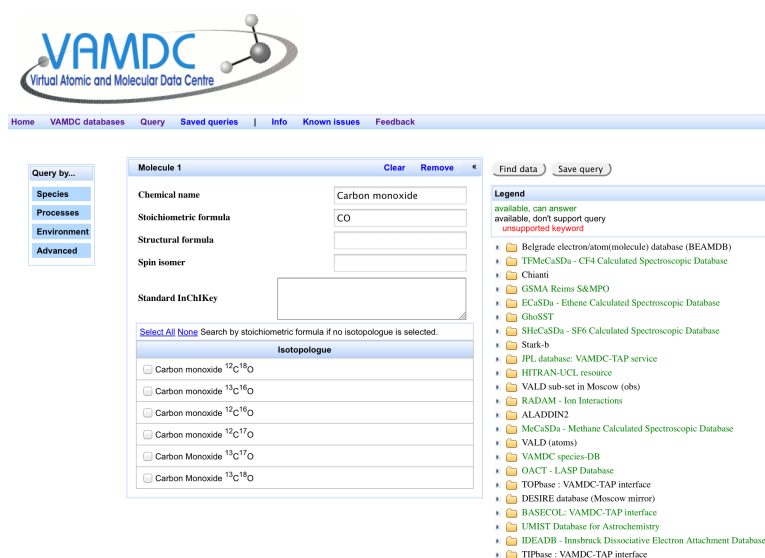 VAMDC
Virtual Atomic and Molecular Data Centre
Home VAMDC databases Query Saved queries | Info Known issues Feedback
Query by...
Species
Processes
Environment
Advanced
Molecule 1 Clear Remove «
Chemical name Carbon monoxide
Stoichiometric formula CO
Structural formula
Spin isomer
Standard InChIKey
Select All None Search by stoichiometric formula if no isotopologue is selected.
Isotopologue
Carbon monoxide ¹²C¹⁸O
Carbon monoxide ¹³C¹⁶O
Carbon monoxide ¹²C¹⁶O
Carbon monoxide ¹²C¹⁷O
Carbon Monoxide ¹³C¹⁷O
Carbon Monoxide ¹³C¹⁸O
Find data Save query
Legend
available, can answer
available, don't support query
unsupported keyword
Belgrade electron/atom(molecule) database (BEAMDB)
TFMeCaSDa - CF4 Calculated Spectroscopic Database
Chianti
GSMA Reims S&MPO
ECaSDa - Ethene Calculated Spectroscopic Database
GhoSST
SHeCaSDa - SF6 Calculated Spectroscopic Database
Stark-b
JPL database: VAMDC-TAP service
HITRAN-UCL resource
VALD sub-set in Moscow (obs)
RADAM - Ion Interactions
ALADDIN2
MeCaSDa - Methane Calculated Spectroscopic Database
VALD (atoms)
VAMDC species-DB
OACT - LASP Database
TOPbase : VAMDC-TAP interface
DESIRE database (Moscow mirror)
BASECOL: VAMDC-TAP interface
UMIST Database for Astrochemistry
IDEADB - Innsbruck Dissociative Electron Attachment Database
TIPbase : VAMDC-TAP interface